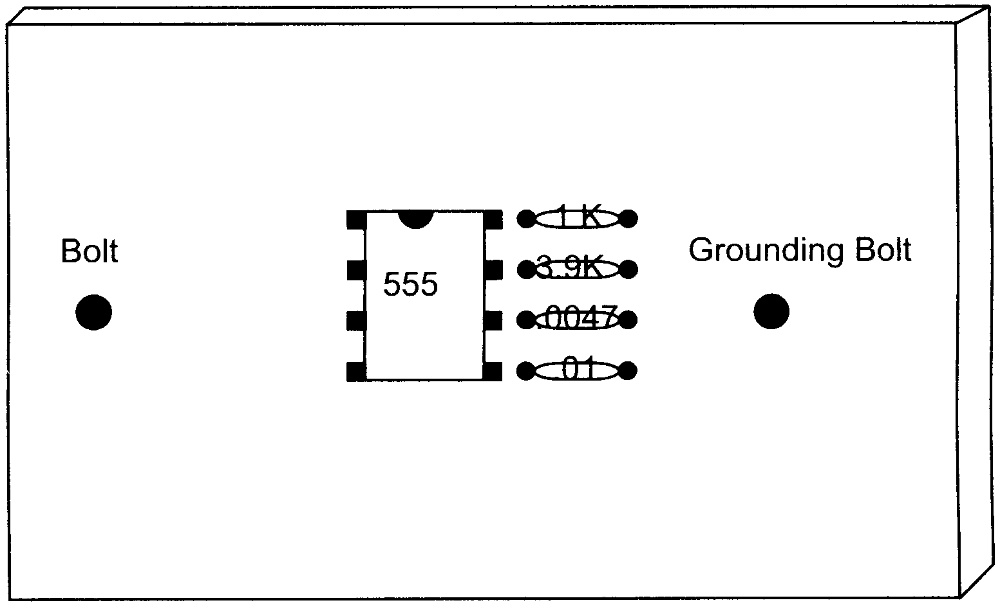 1 K
Bolt
Grounding Bolt
3.9K
555
.0047
.01